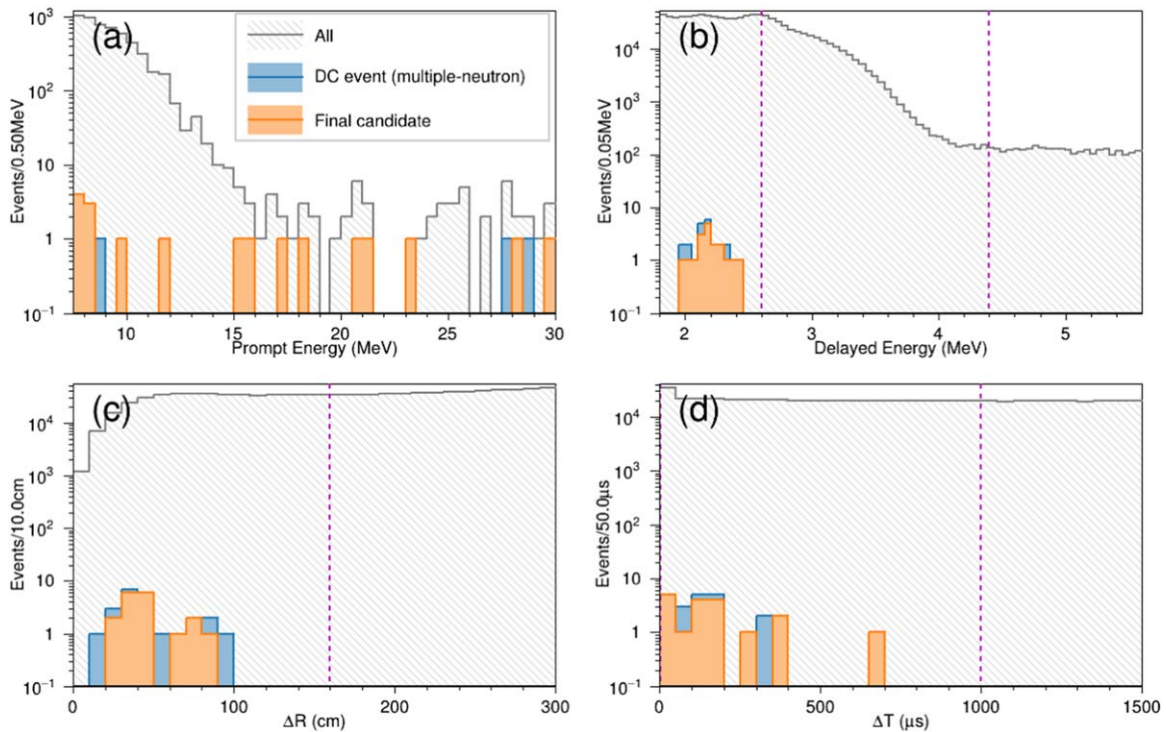 (a)
All
DC event (multiple-neutron)
Final candidate
Events/0.50MeV
10³
10²
10
1
10⁻¹
10 15 20 25 30
Prompt Energy (MeV)
(b)
Events/0.05MeV
10⁴
10³
10²
10
1
10⁻¹
2 3 4 5
Delayed Energy (MeV)
(c)
Events/10.0cm
10⁴
10³
10²
10
1
10⁻¹
0 100 200 300
ΔR (cm)
(d)
Events/50.0μs
10⁴
10³
10²
10
1
10⁻¹
0 500 1000 1500
ΔT (μs)